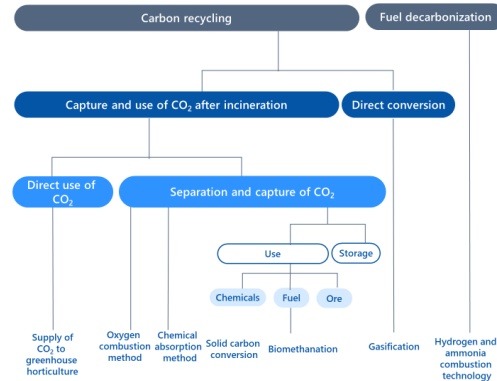 Carbon recycling
Fuel decarbonization
Capture and use of CO₂ after incineration
Direct conversion
Direct use of
CO₂
Separation and capture of CO₂
Use
Storage
Chemicals
Fuel
Ore
Supply of
CO₂ to
greenhouse
horticulture
Oxygen
combustion
method
Chemical
absorption
method
Solid carbon
conversion
Biomethanation
Gasification
Hydrogen and
ammonia
combustion
technology